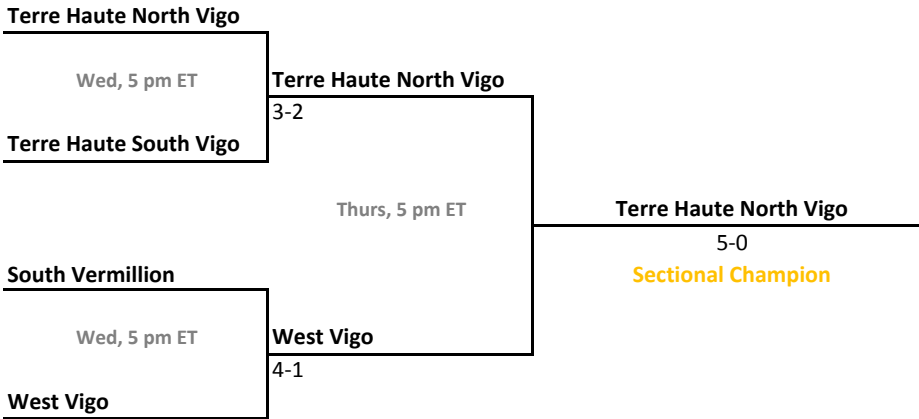 Terre Haute North Vigo
Wed, 5 pm ET
Terre Haute North Vigo
3-2
Terre Haute South Vigo
Thurs, 5 pm ET
Terre Haute North Vigo
5-0
Sectional Champion
South Vermillion
Wed, 5 pm ET
West Vigo
4-1
West Vigo